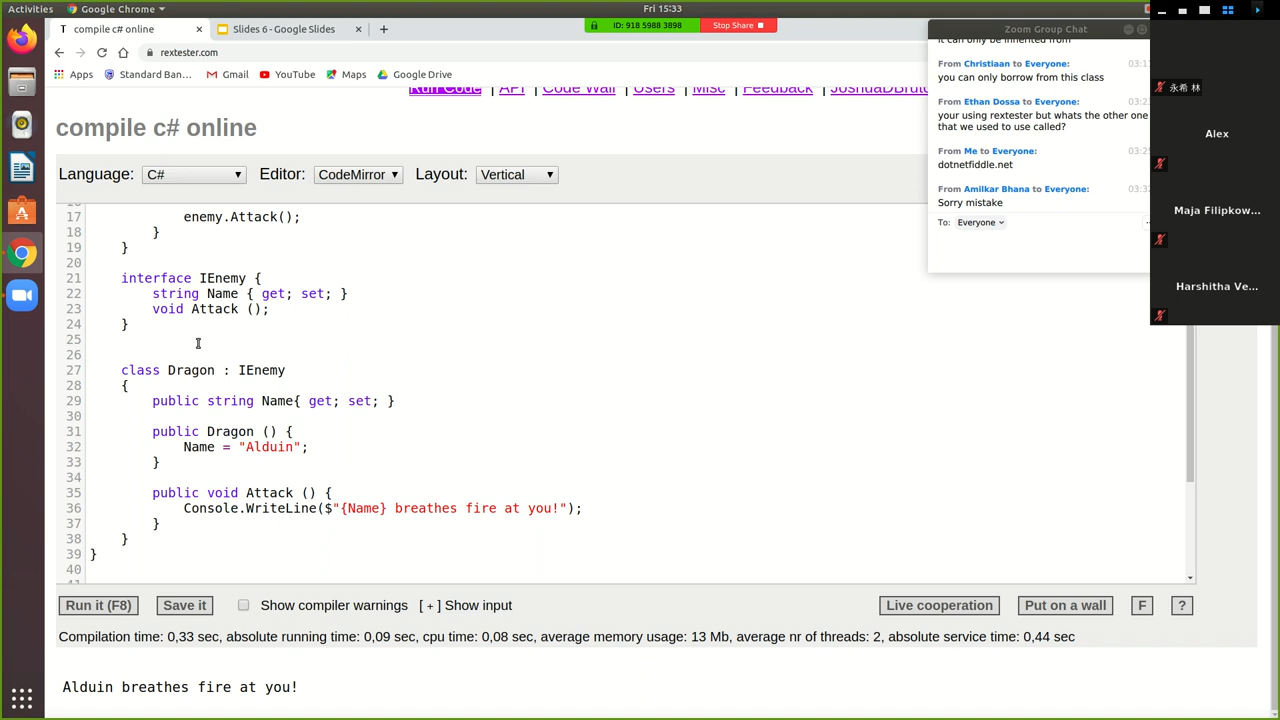 Activities Google Chrome Fri 15:33
compile c# online Slides 6 - Google Slides
ID: 918 5988 3898 Stop Share
rextester.com
Apps Standard Ban... Gmail YouTube Maps Google Drive
Run Code | API | Code Wall | Users | Misc | Feedback |
compile c# online
Language: C# Editor: CodeMirror Layout: Vertical
17 enemy.Attack();
18 }
19 }
20
21 interface IEnemy {
22 string Name { get; set; }
23 void Attack ();
24 }
25
26
27 class Dragon : IEnemy
28 {
29 public string Name{ get; set; }
30
31 public Dragon () {
32 Name = "Alduin";
33 }
34
35 public void Attack () {
36 Console.WriteLine($"{Name} breathes fire at you!");
37 }
38 }
39 }
40
Run it (F8) Save it Show compiler warnings [ + ] Show input Live cooperation Put on a wall F ?
Compilation time: 0,33 sec, absolute running time: 0,09 sec, cpu time: 0,08 sec, average memory usage: 13 Mb, average nr of threads: 2, absolute service time: 0,44 sec
Alduin breathes fire at you!
Zoom Group Chat
it can only be inherited from
From Christiaan to Everyone:
you can only borrow from this class
From Ethan Dossa to Everyone:
your using rextester but whats the other one
that we used to use called?
From Me to Everyone:
dotnetfiddle.net
From Amilkar Bhana to Everyone:
Sorry mistake
To: Everyone
永希 林
Alex
Maja Filipkow...
Harshitha Ve...